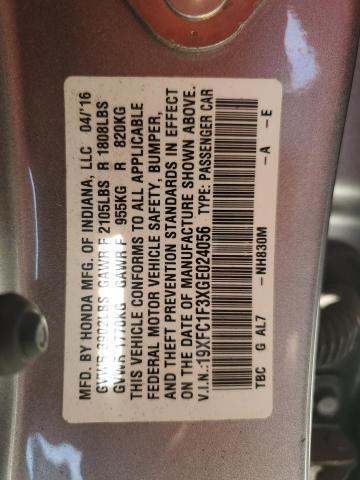 MFD. BY HONDA MFG. OF INDIANA, LLC 04/'16
GVWR 3902LBS GAWR F 2105LBS R 1808LBS
GVWR 1770KG GAWR F 955KG R 820KG
THIS VEHICLE CONFORMS TO ALL APPLICABLE
FEDERAL MOTOR VEHICLE SAFETY, BUMPER,
AND THEFT PREVENTION STANDARDS IN EFFECT
ON THE DATE OF MANUFACTURE SHOWN ABOVE.
V.I.N.:19XFC1F3XGE024056 TYPE: PASSENGER CAR
TBC G AL7 -NH830M -A -E